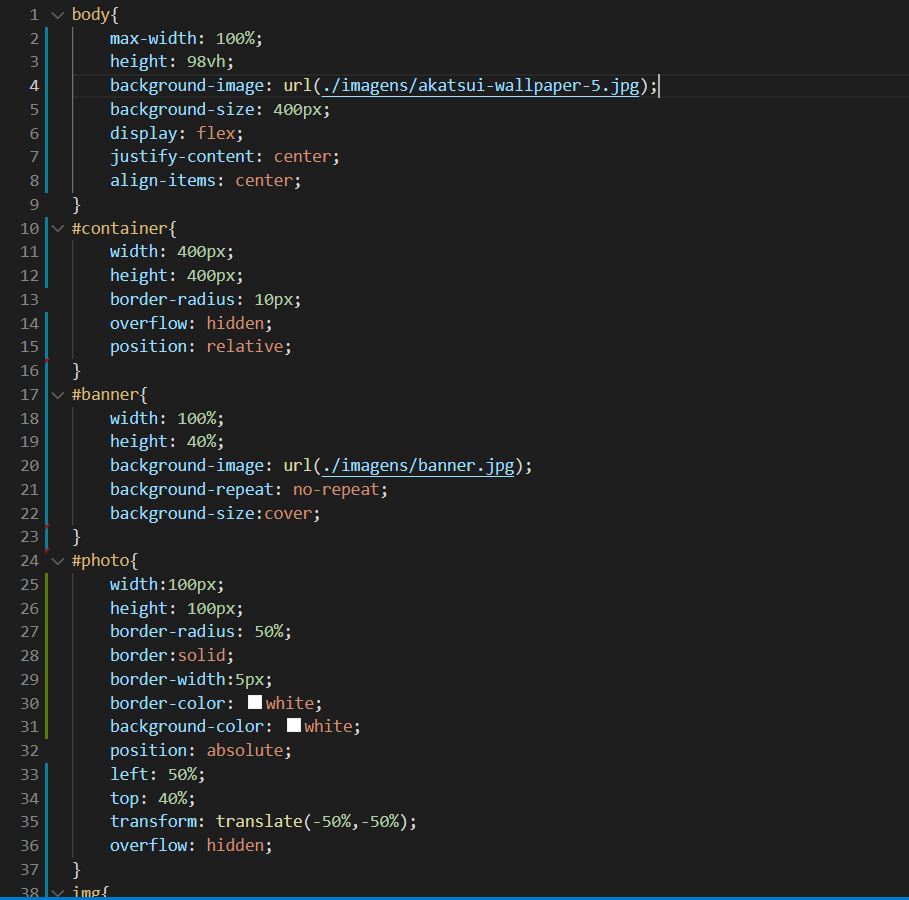 1 body{
2 max-width: 100%;
3 height: 98vh;
4 background-image: url(./imagens/akatsui-wallpaper-5.jpg);
5 background-size: 400px;
6 display: flex;
7 justify-content: center;
8 align-items: center;
9 }
10 #container{
11 width: 400px;
12 height: 400px;
13 border-radius: 10px;
14 overflow: hidden;
15 position: relative;
16 }
17 #banner{
18 width: 100%;
19 height: 40%;
20 background-image: url(./imagens/banner.jpg);
21 background-repeat: no-repeat;
22 background-size:cover;
23 }
24 #photo{
25 width:100px;
26 height: 100px;
27 border-radius: 50%;
28 border:solid;
29 border-width:5px;
30 border-color: white;
31 background-color: white;
32 position: absolute;
33 left: 50%;
34 top: 40%;
35 transform: translate(-50%,-50%);
36 overflow: hidden;
37 }
38 img{